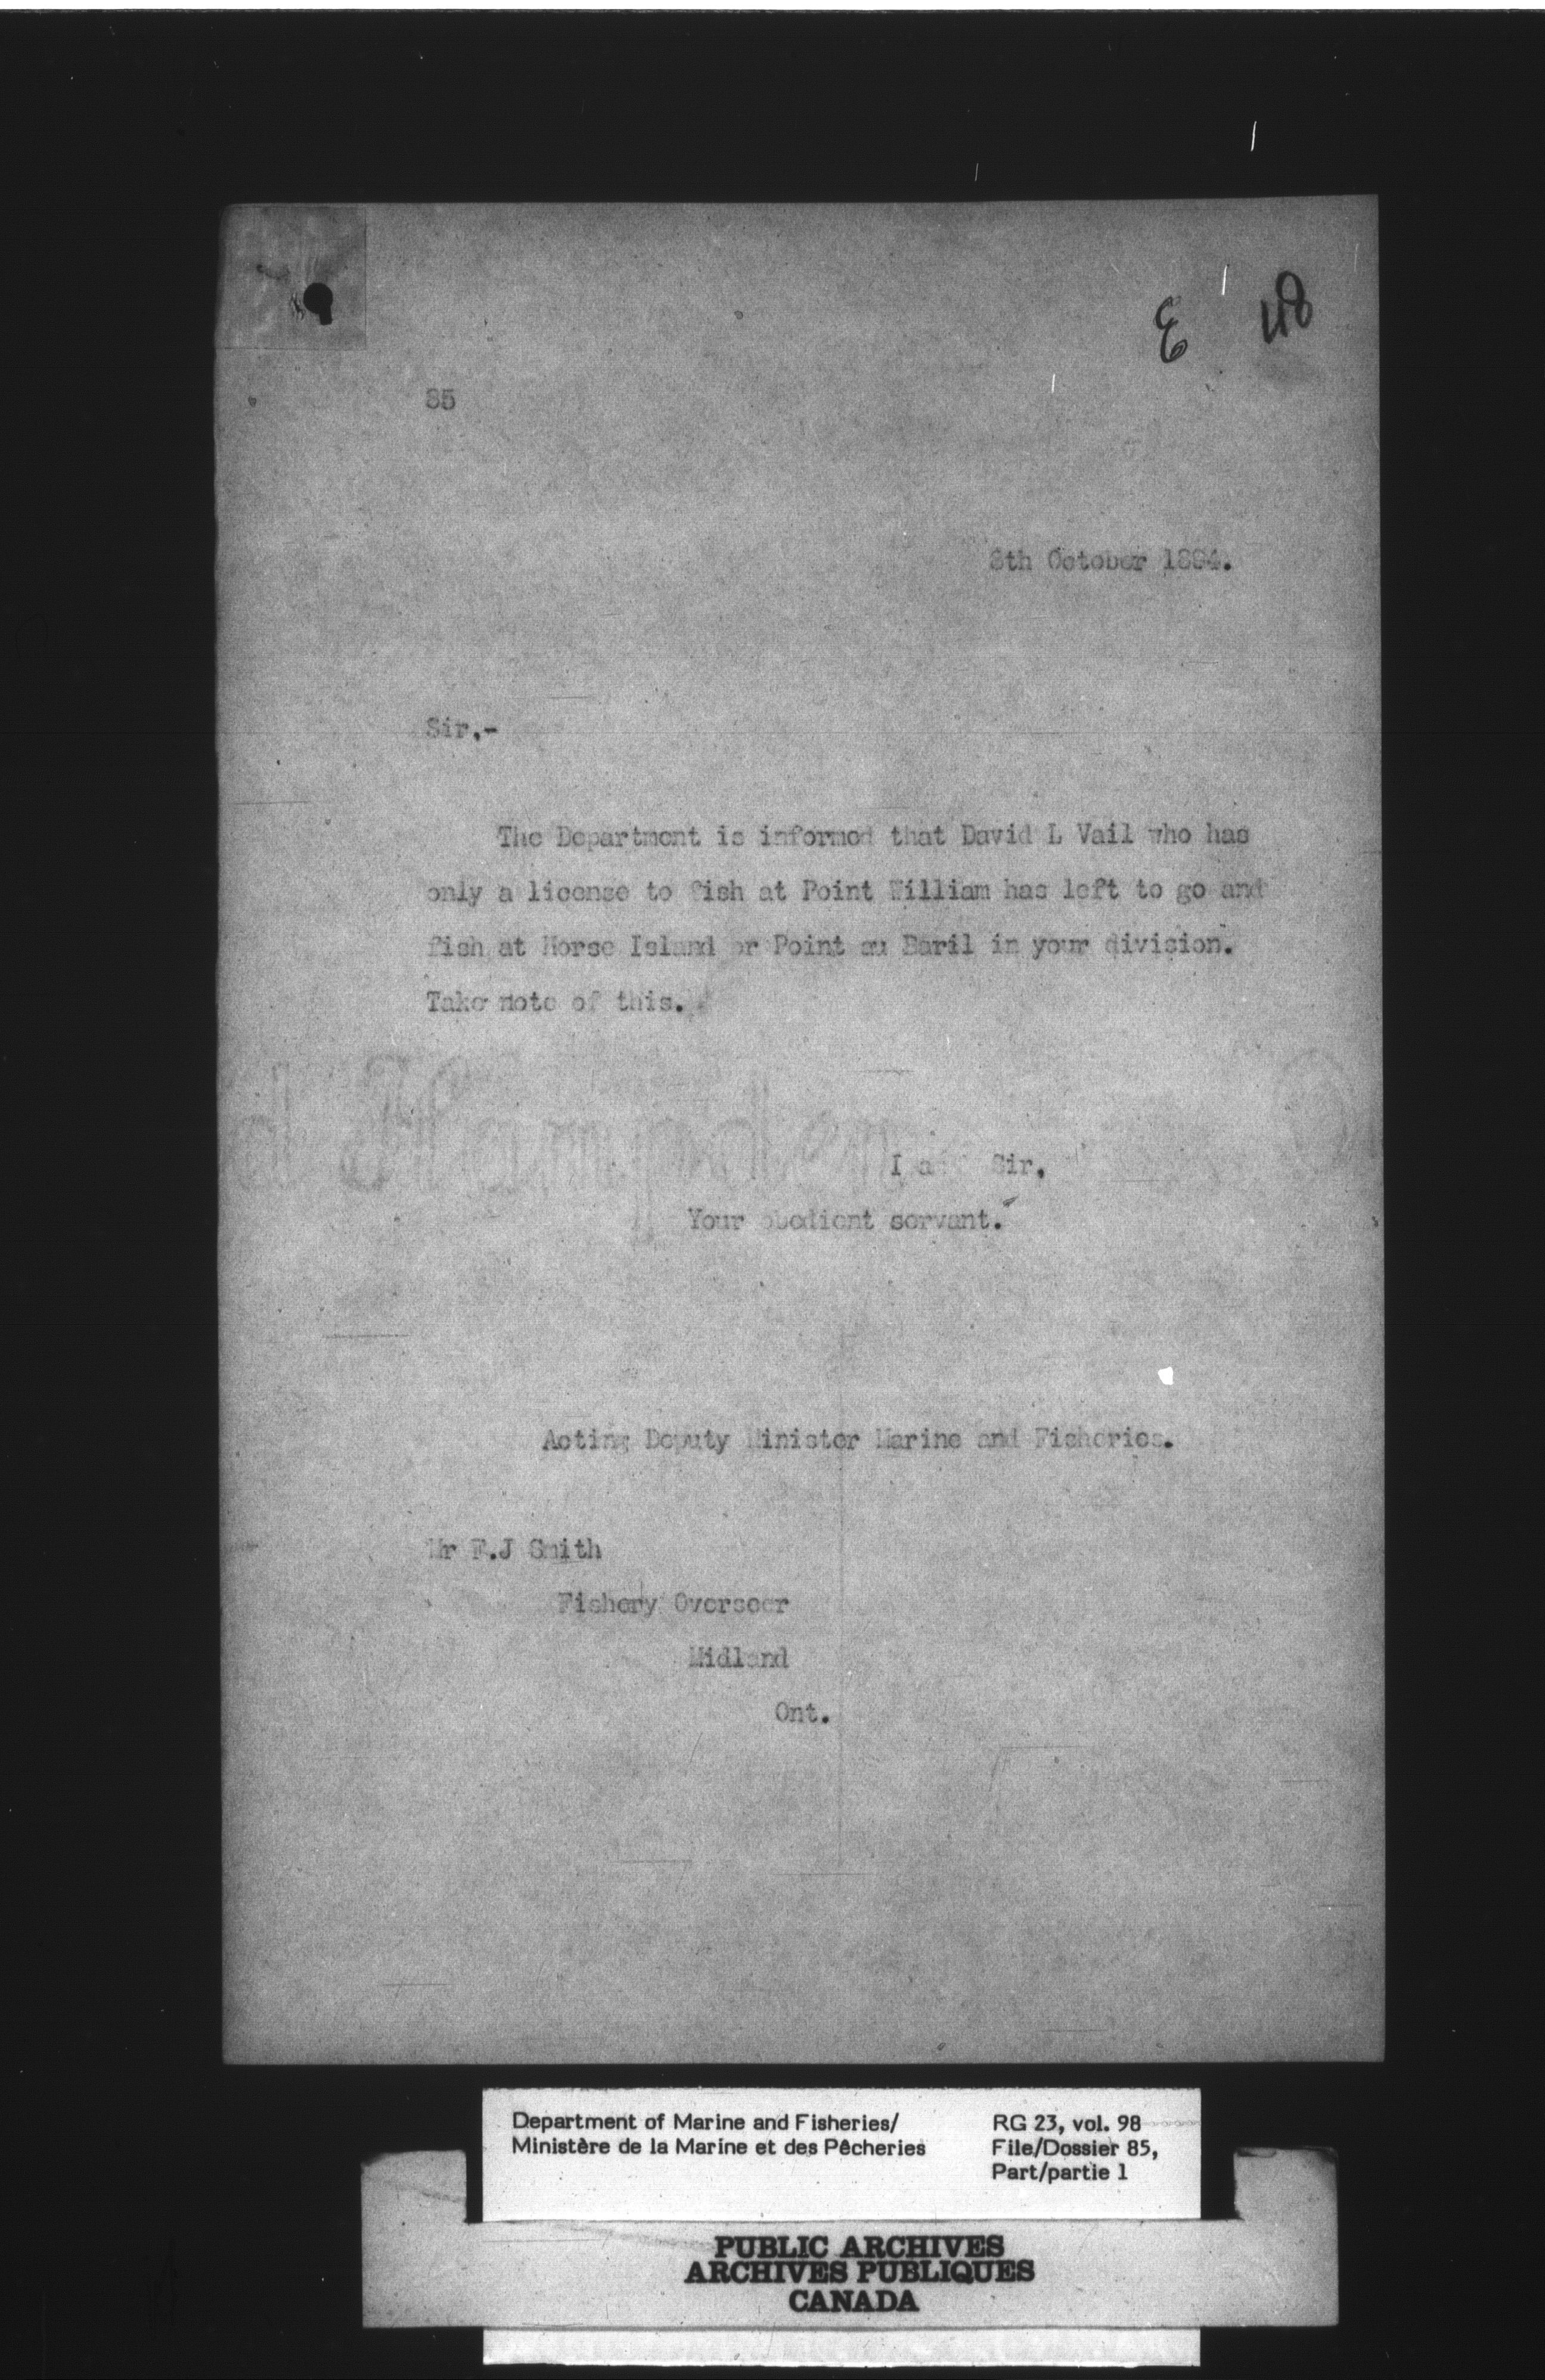 E 118
85
8th October 1894.
Sir,-
The Department is informed that David L Vail who has
only a license to fish at Point William has left to go and
fish at Horse Island or Point au Baril in your division.
Take note of this.
d Hampden
I am Sir,
Your obedient servant.
Acting Deputy Minister Marine and Fisheries.
Mr F.J Smith
Fishery Overseer
Midland
Ont.
Department of Marine and Fisheries/
Ministère de la Marine et des Pêcheries
RG 23, vol. 98
File/Dossier 85,
Part/partie 1
PUBLIC ARCHIVES
ARCHIVES PUBLIQUES
CANADA